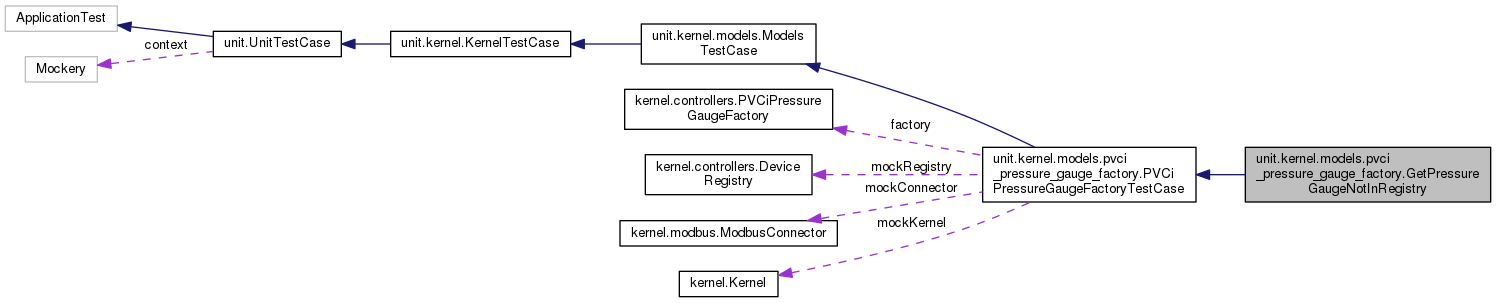 ApplicationTest
context
Mockery
unit.UnitTestCase
unit.kernel.KernelTestCase
unit.kernel.models.Models
TestCase
kernel.controllers.PVCiPressure
GaugeFactory
factory
kernel.controllers.Device
Registry
mockRegistry
mockConnector
kernel.modbus.ModbusConnector
mockKernel
kernel.Kernel
unit.kernel.models.pvci
_pressure_gauge_factory.PVCi
PressureGaugeFactoryTestCase
unit.kernel.models.pvci
_pressure_gauge_factory.GetPressure
GaugeNotInRegistry